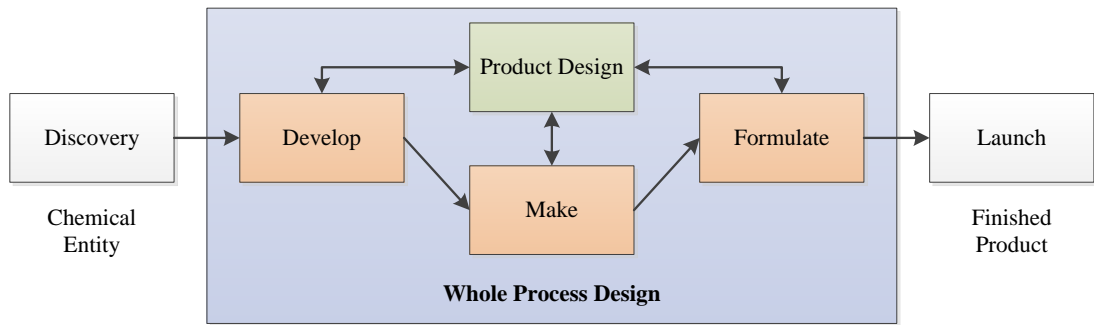 Product Design
Discovery
Develop
Formulate
Launch
Make
Chemical
Entity
Finished
Product
Whole Process Design